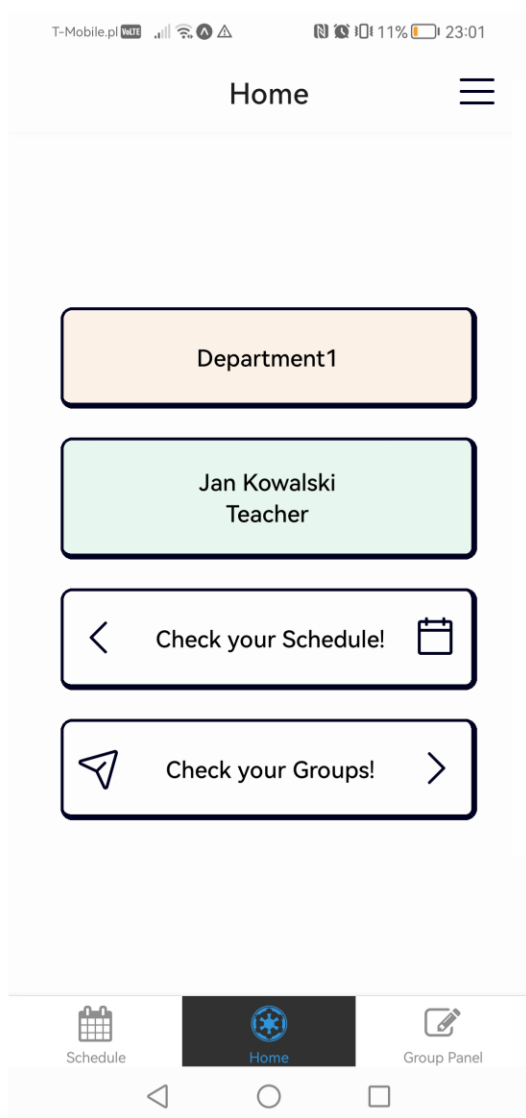 T-Mobile.pl VoLTE 11% 23:01
Home
Department1
Jan Kowalski
Teacher
Check your Schedule!
Check your Groups!
Schedule Home Group Panel